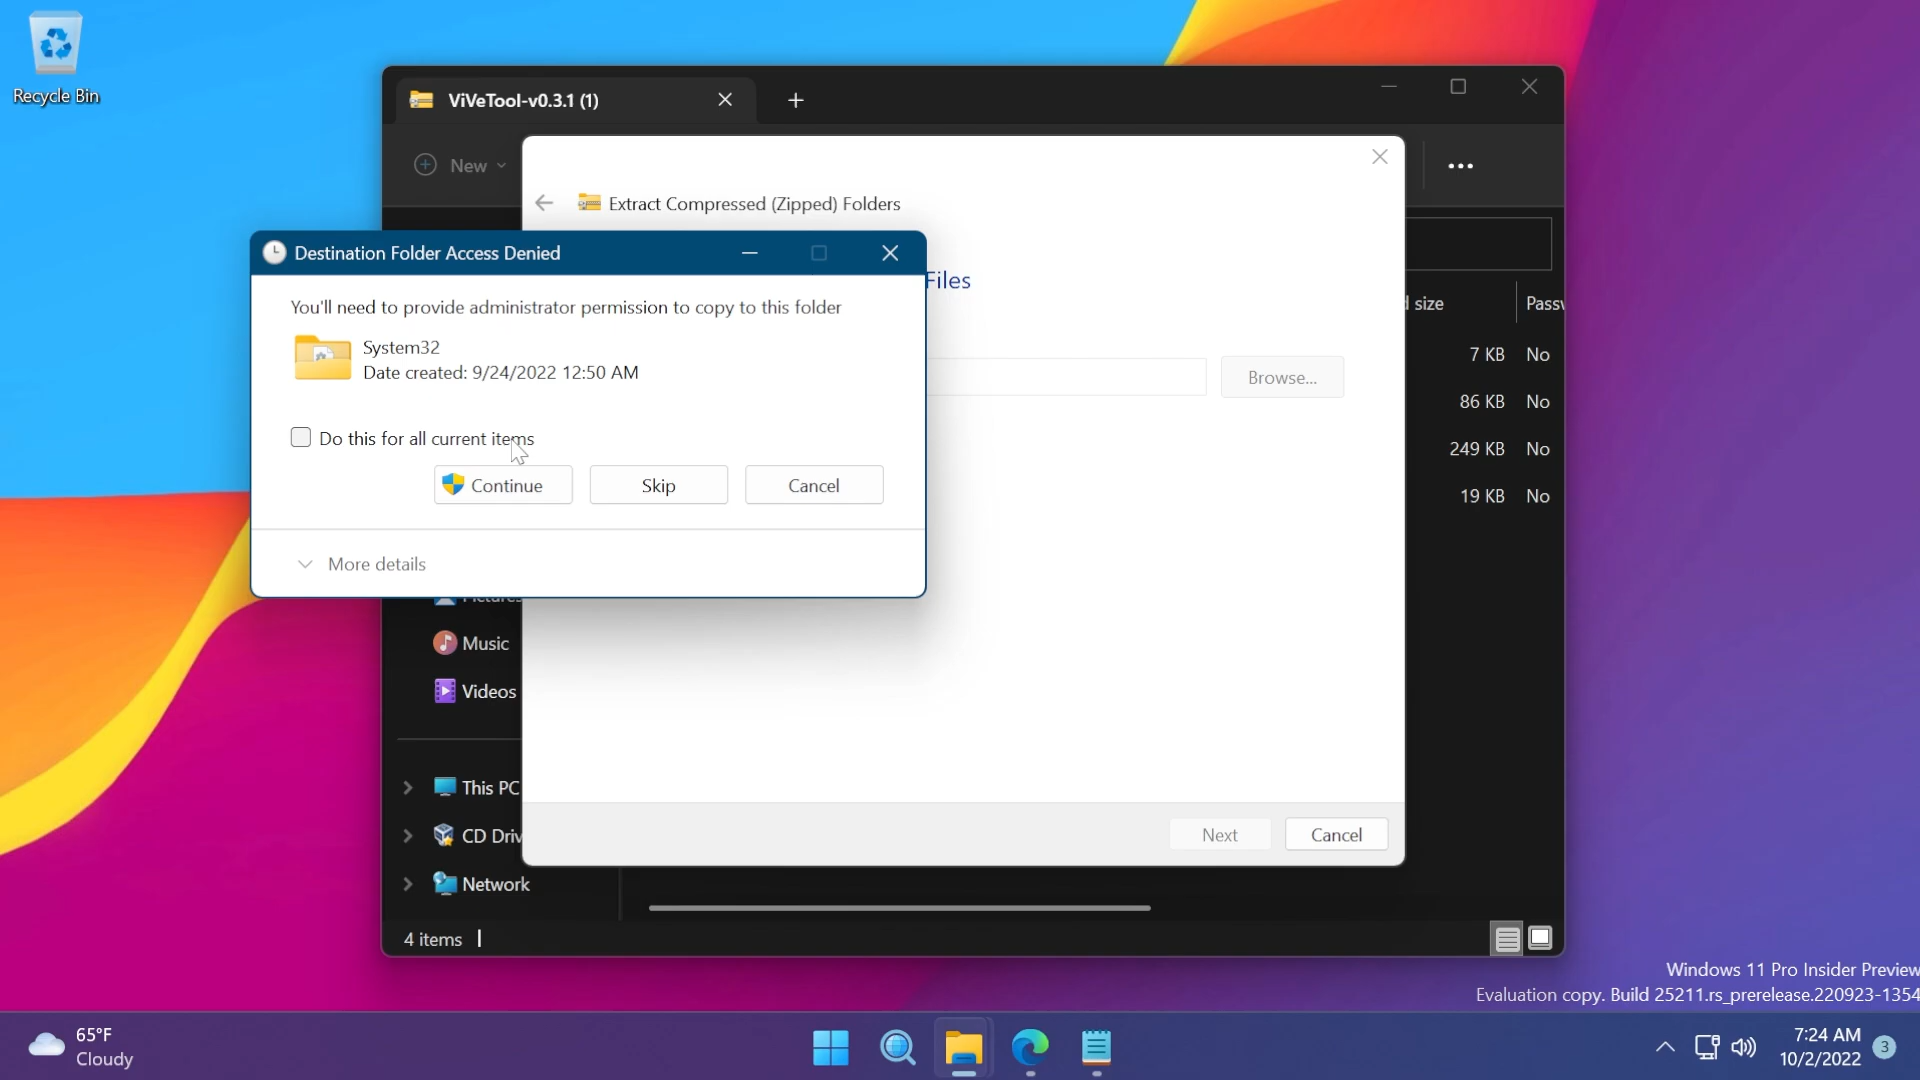 Recycle Bin
ViVeTool-v0.3.1 (1)
New
Extract Compressed (Zipped) Folders
Destination Folder Access Denied
Files
You'll need to provide administrator permission to copy to this folder
System32
Date created: 9/24/2022 12:50 AM
Do this for all current items
Continue
Skip
Cancel
More details
Browse...
size
7 KB No
86 KB No
249 KB No
19 KB No
Pictures
Music
Videos
This PC
CD Driv
Network
Next
Cancel
4 items
Windows 11 Pro Insider Preview
Evaluation copy. Build 25211.rs_prerelease.220923-1354
65°F
Cloudy
7:24 AM
10/2/2022
3